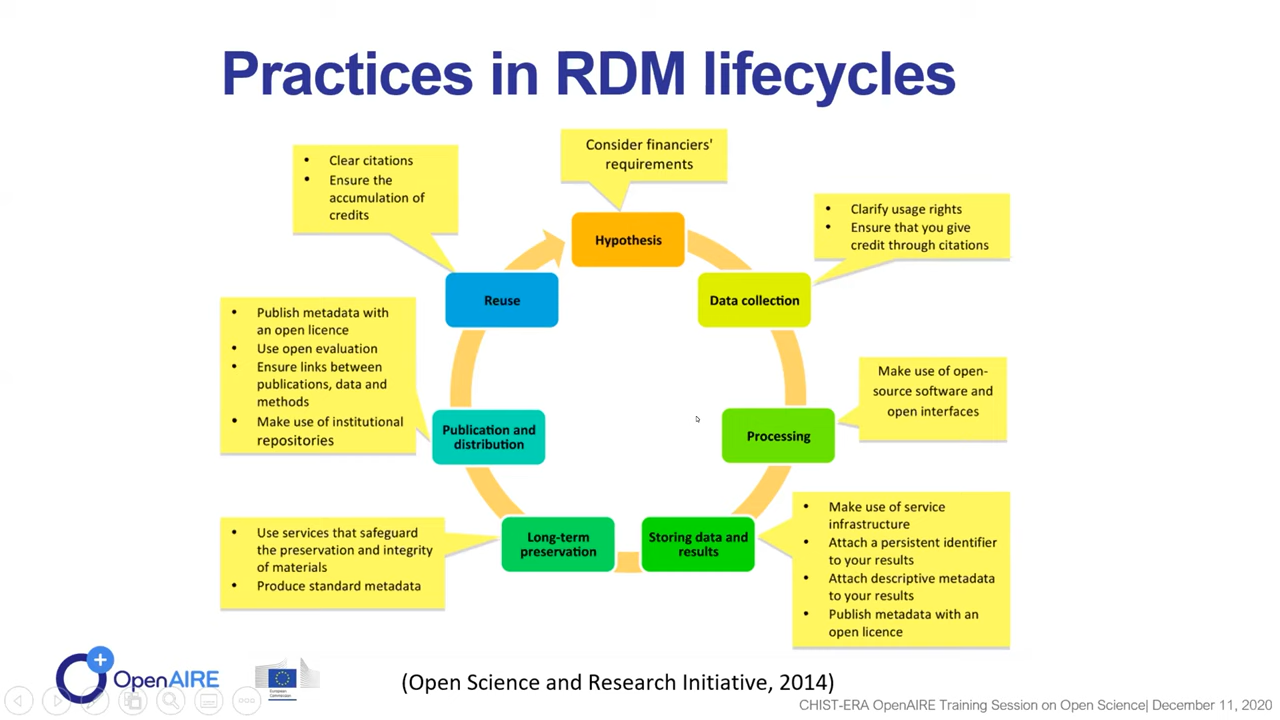 Practices in RDM lifecycles
Consider financiers'
requirements
• Clear citations
• Ensure the
accumulation of
credits
• Clarify usage rights
• Ensure that you give
credit through citations
Hypothesis
Reuse
Data collection
• Publish metadata with
an open licence
• Use open evaluation
• Ensure links between
publications, data and
methods
• Make use of institutional
repositories
Make use of open-
source software and
open interfaces
Publication and
distribution
Processing
• Use services that safeguard
the preservation and integrity
of materials
• Produce standard metadata
Long-term
preservation
Storing data and
results
• Make use of service
infrastructure
• Attach a persistent identifier
to your results
• Attach descriptive metadata
to your results
• Publish metadata with an
open licence
OpenAIRE
European
Commission
(Open Science and Research Initiative, 2014)
CHIST-ERA OpenAIRE Training Session on Open Science| December 11, 2020